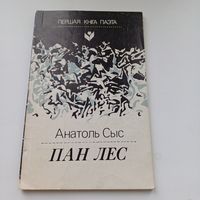 ПЕРШАЯ КНІГА ПАЭТА
Анатоль Сыс
ПАН ЛЕС